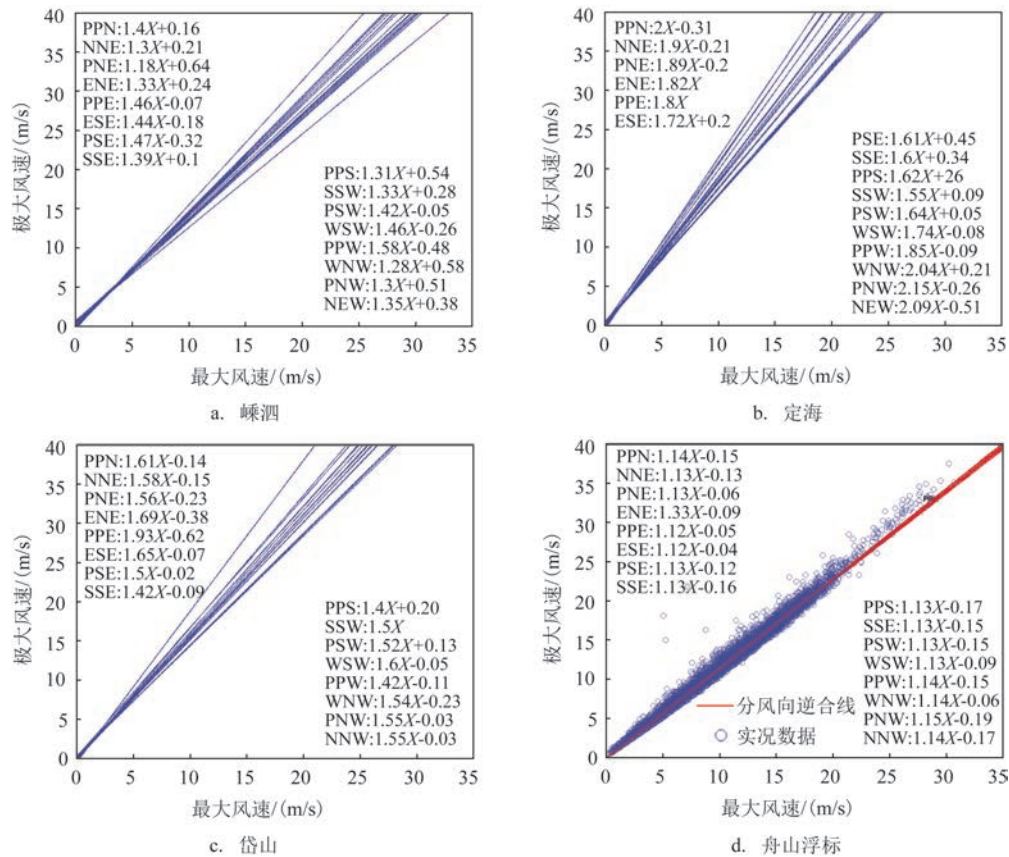 40
35
30
25
20
15
10
5
0
极大风速/(m/s)
PPN:1.4X+0.16
NNE:1.3X+0.21
PNE:1.18X+0.64
ENE:1.33X+0.24
PPE:1.46X-0.07
ESE:1.44X-0.18
PSE:1.47X-0.32
SSE:1.39X+0.1
PPS:1.31X+0.54
SSW:1.33X+0.28
PSW:1.42X-0.05
WSW:1.46X-0.26
PPW:1.58X-0.48
WNW:1.28X+0.58
PNW:1.3X+0.51
NEW:1.35X+0.38
0 5 10 15 20 25 30 35
最大风速/(m/s)
a. 嵊泗
40
35
30
25
20
15
10
5
0
极大风速/(m/s)
PPN:2X-0.31
NNE:1.9X-0.21
PNE:1.89X-0.2
ENE:1.82X
PPE:1.8X
ESE:1.72X+0.2
PSE:1.61X+0.45
SSE:1.6X+0.34
PPS:1.62X+26
SSW:1.55X+0.09
PSW:1.64X+0.05
WSW:1.74X-0.08
PPW:1.85X-0.09
WNW:2.04X+0.21
PNW:2.15X-0.26
NEW:2.09X-0.51
0 5 10 15 20 25 30 35
最大风速/(m/s)
b. 定海
40
35
30
25
20
15
10
5
0
极大风速/(m/s)
PPN:1.61X-0.14
NNE:1.58X-0.15
PNE:1.56X-0.23
ENE:1.69X-0.38
PPE:1.93X-0.62
ESE:1.65X-0.07
PSE:1.5X-0.02
SSE:1.42X-0.09
PPS:1.4X+0.20
SSW:1.5X
PSW:1.52X+0.13
WSW:1.6X-0.05
PPW:1.42X-0.11
WNW:1.54X-0.23
PNW:1.55X-0.03
NNW:1.55X-0.03
0 5 10 15 20 25 30 35
最大风速/(m/s)
c. 岱山
40
35
30
25
20
15
10
5
0
极大风速/(m/s)
PPN:1.14X-0.15
NNE:1.13X-0.13
PNE:1.13X-0.06
ENE:1.33X-0.09
PPE:1.12X-0.05
ESE:1.12X-0.04
PSE:1.13X-0.12
SSE:1.13X-0.16
PPS:1.13X-0.17
SSE:1.13X-0.15
PSW:1.13X-0.15
WSW:1.13X-0.09
PPW:1.14X-0.15
WNW:1.14X-0.06
PNW:1.15X-0.19
NNW:1.14X-0.17
分风向逆合线
实况数据
0 5 10 15 20 25 30 35
最大风速/(m/s)
d. 舟山浮标